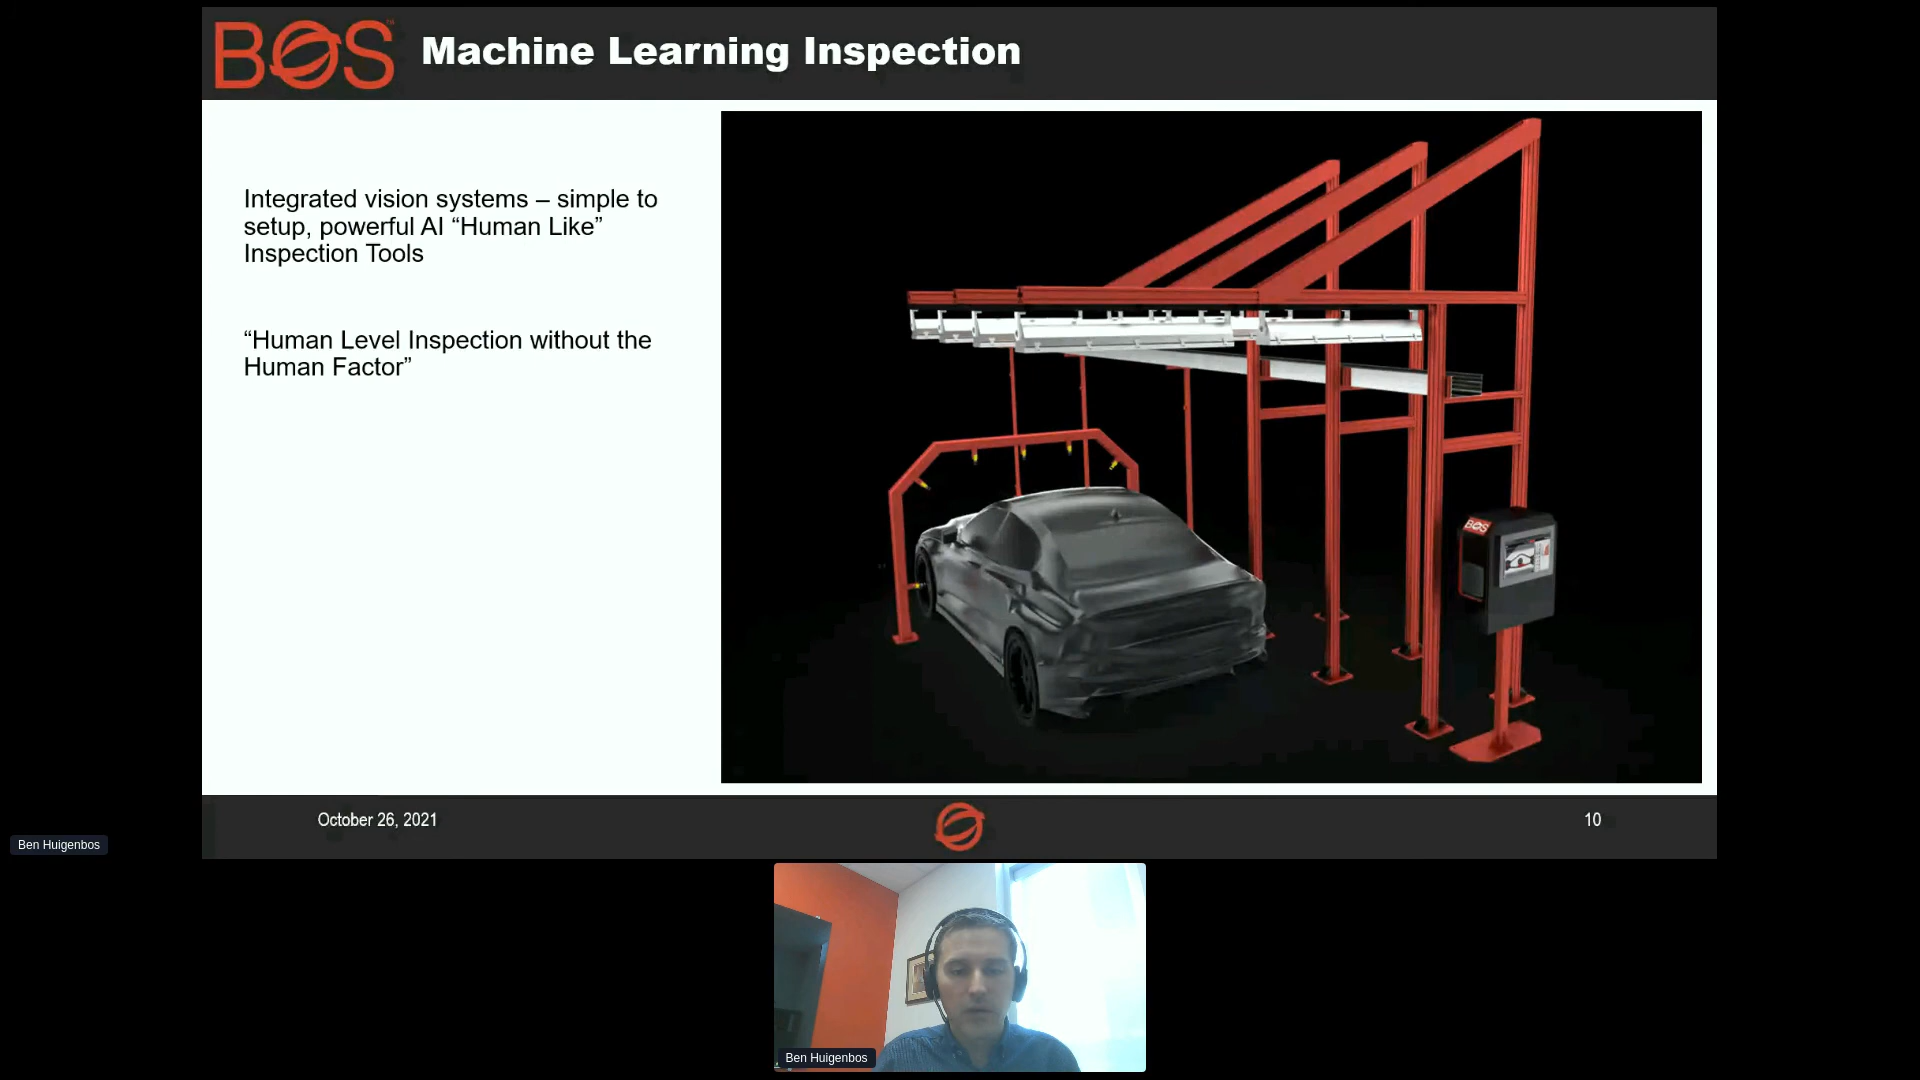 BOS
Machine Learning Inspection
Integrated vision systems – simple to
setup, powerful AI “Human Like”
Inspection Tools
“Human Level Inspection without the
Human Factor”
BOS
October 26, 2021
10
Ben Huigenbos
Ben Huigenbos